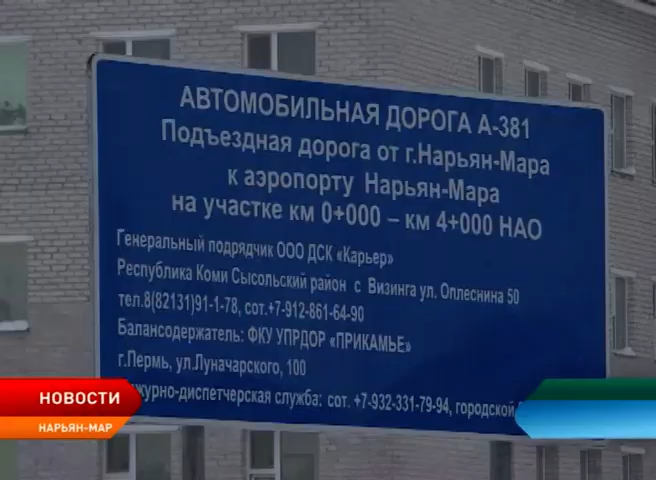 АВТОМОБИЛЬНАЯ ДОРОГА А-381
Подъездная дорога от г.Нарьян-Мара
к аэропорту Нарьян-Мара
на участке км 0+000 – км 4+000 НАО
Генеральный подрядчик ООО ДСК «Карьер»
Республика Коми Сысольский район с Визинга ул. Оплеснина 50
тел.8(82131)91-1-78, сот.+7-912-861-64-90
Балансодержатель: ФКУ УПРДОР «ПРИКАМЬЕ»
г.Пермь, ул.Луначарского, 100
журно-диспетчерская служба: сот. +7-932-331-79-94, городской
НОВОСТИ
НАРЬЯН-МАР